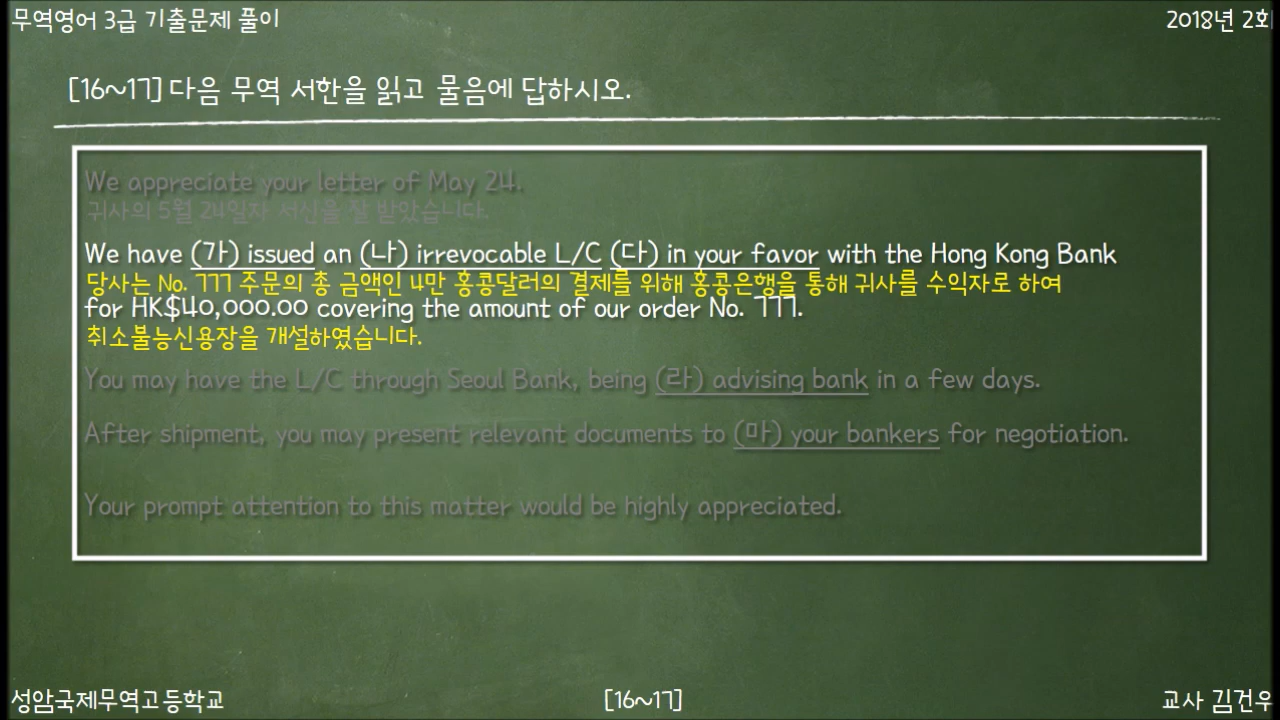 무역영어 3급 기출문제 풀이
2018년 2회
[16~17] 다음 무역 서한을 읽고 물음에 답하시오.
We appreciate your letter of May 24.
귀사의 5월 24일자 서신을 잘 받았습니다.
We have (가) issued an (나) irrevocable L/C (다) in your favor with the Hong Kong Bank
당사는 No. 777 주문의 총 금액인 4만 홍콩달러의 결제를 위해 홍콩은행을 통해 귀사를 수익자로 하여
for HK$40,000.00 covering the amount of our order No. 777.
취소불능신용장을 개설하였습니다.
You may have the L/C through Seoul Bank, being (라) advising bank in a few days.
After shipment, you may present relevant documents to (마) your bankers for negotiation.
Your prompt attention to this matter would be highly appreciated.
성암국제무역고등학교
[16~17]
교사 김건우